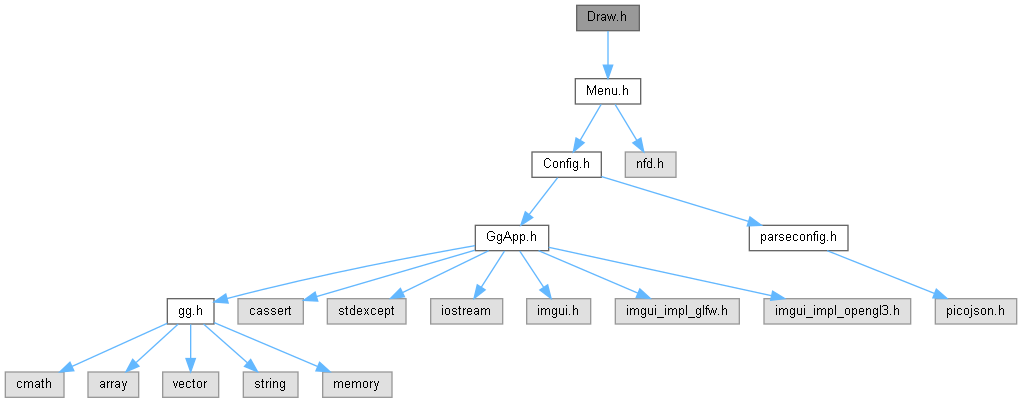 Draw.h
Menu.h
Config.h
nfd.h
GgApp.h
parseconfig.h
gg.h
cassert
stdexcept
iostream
imgui.h
imgui_impl_glfw.h
imgui_impl_opengl3.h
picojson.h
cmath
array
vector
string
memory